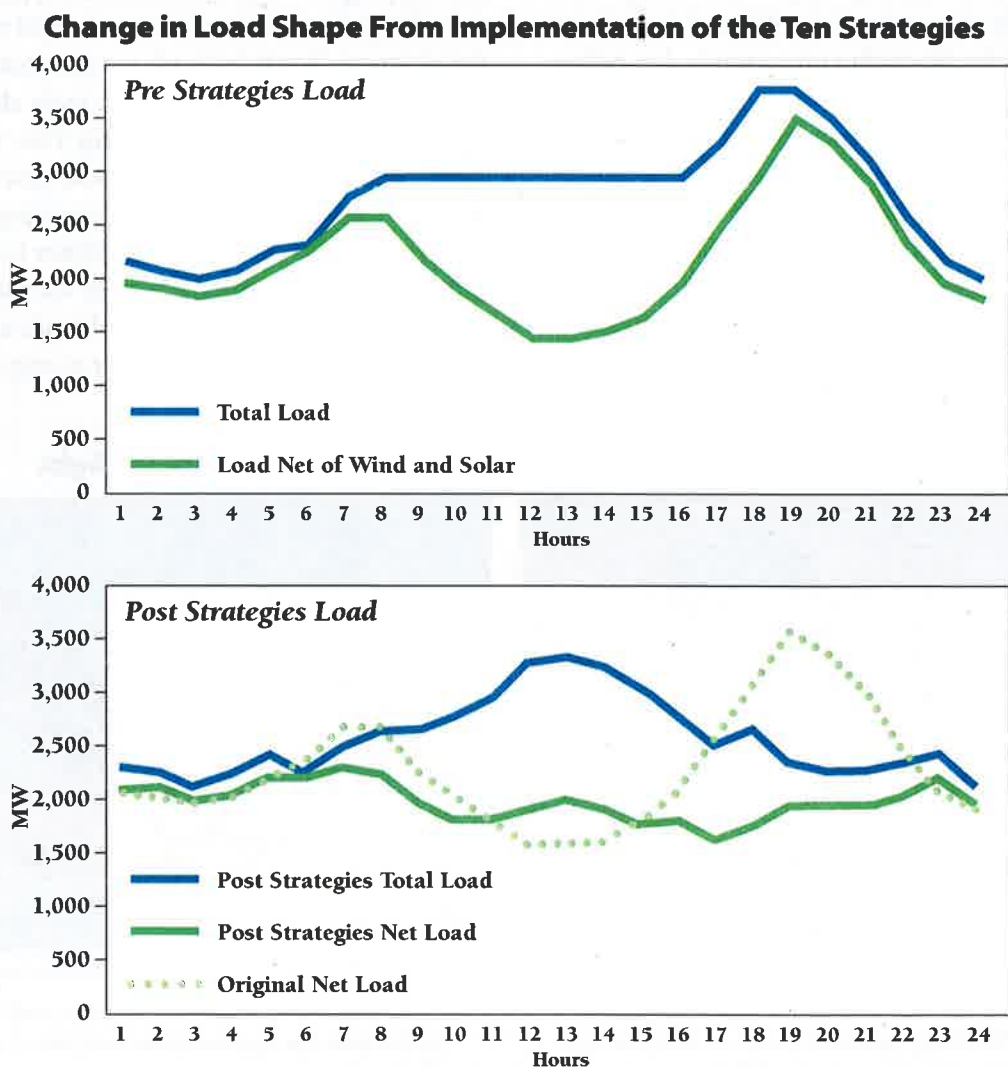 Change in Load Shape From Implementation of the Ten Strategies
4,000
Pre Strategies Load
3,500
3,000
2,500
2,000
MW
1,500
1,000
Total Load
500
Load Net of Wind and Solar
0
1 2 3 4 5 6 7 8 9 10 11 12 13 14 15 16 17 18 19 20 21 22 23 24
Hours
4,000
Post Strategies Load
3,500
3,000
2,500
2,000
MW
1,500
Post Strategies Total Load
1,000
Post Strategies Net Load
500
Original Net Load
0
1 2 3 4 5 6 7 8 9 10 11 12 13 14 15 16 17 18 19 20 21 22 23 24
Hours